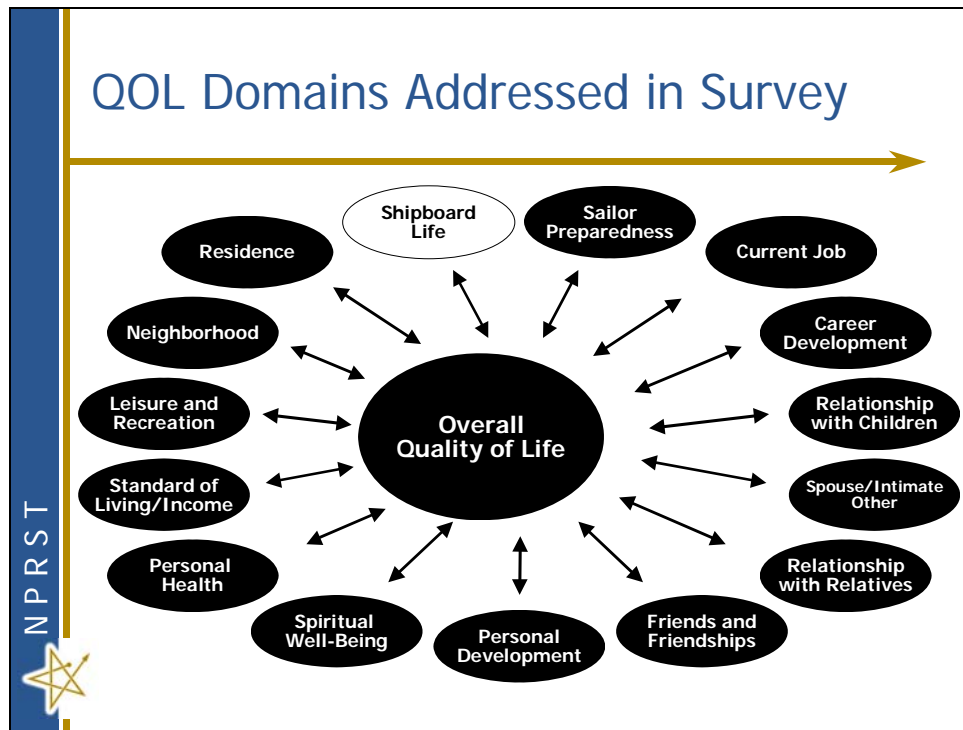 QOL Domains Addressed in Survey
Shipboard
Life
Sailor
Preparedness
Residence
Current Job
Neighborhood
Career
Development
Leisure and
Recreation
Relationship
with Children
Overall
Quality of Life
Standard of
Living/Income
Spouse/Intimate
Other
Personal
Health
Relationship
with Relatives
Spiritual
Well-Being
Personal
Development
Friends and
Friendships
NPRST